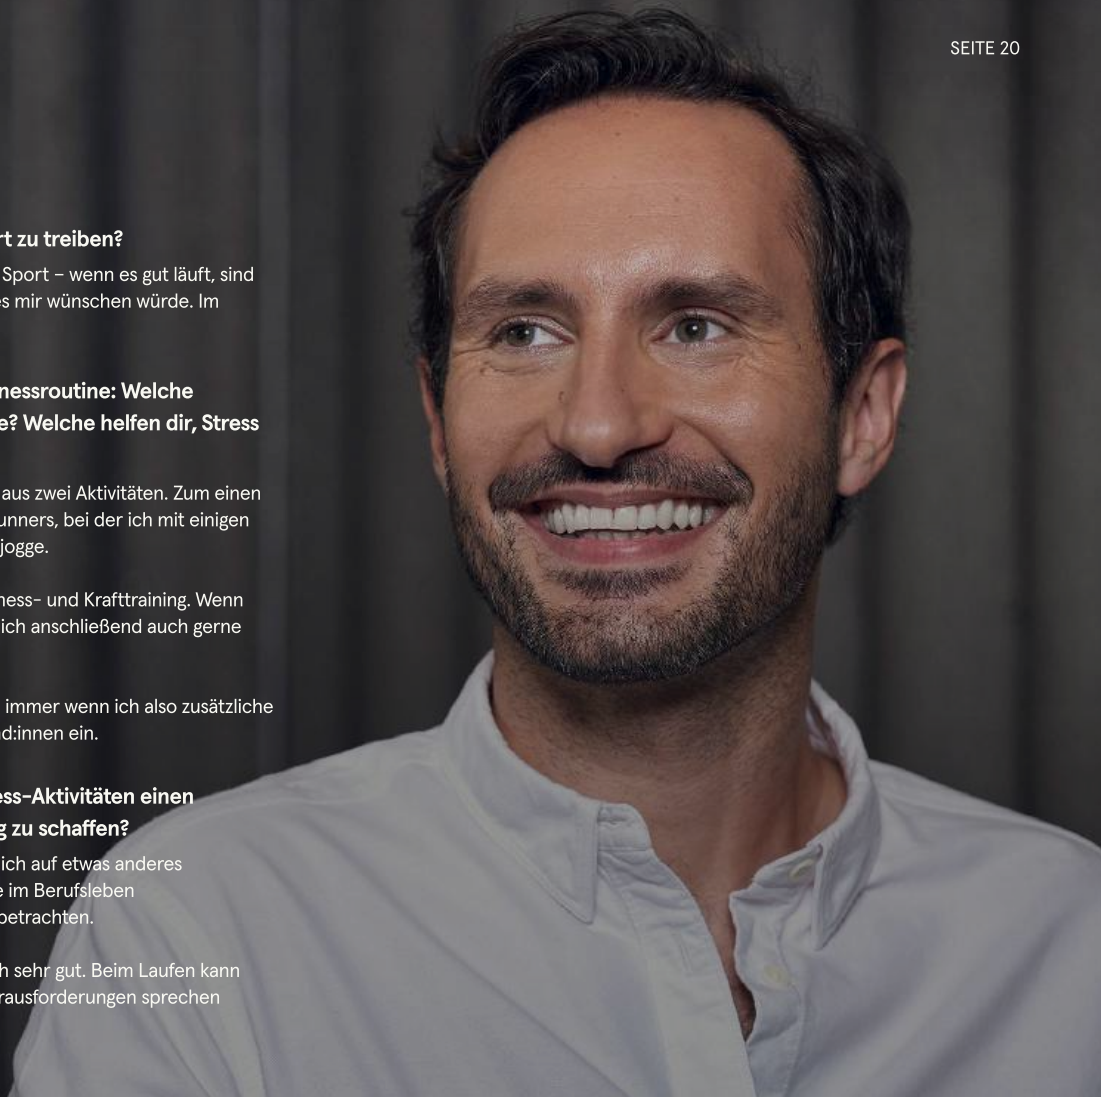 SEITE 20
rt zu treiben?
Sport – wenn es gut läuft, sind
es mir wünschen würde. Im
nessroutine: Welche
e? Welche helfen dir, Stress
aus zwei Aktivitäten. Zum einen
unners, bei der ich mit einigen
jogge.
ness- und Krafttraining. Wenn
ich anschließend auch gerne
immer wenn ich also zusätzliche
nd:innen ein.
ess-Aktivitäten einen
g zu schaffen?
ich auf etwas anderes
e im Berufsleben
betrachten.
h sehr gut. Beim Laufen kann
rausforderungen sprechen